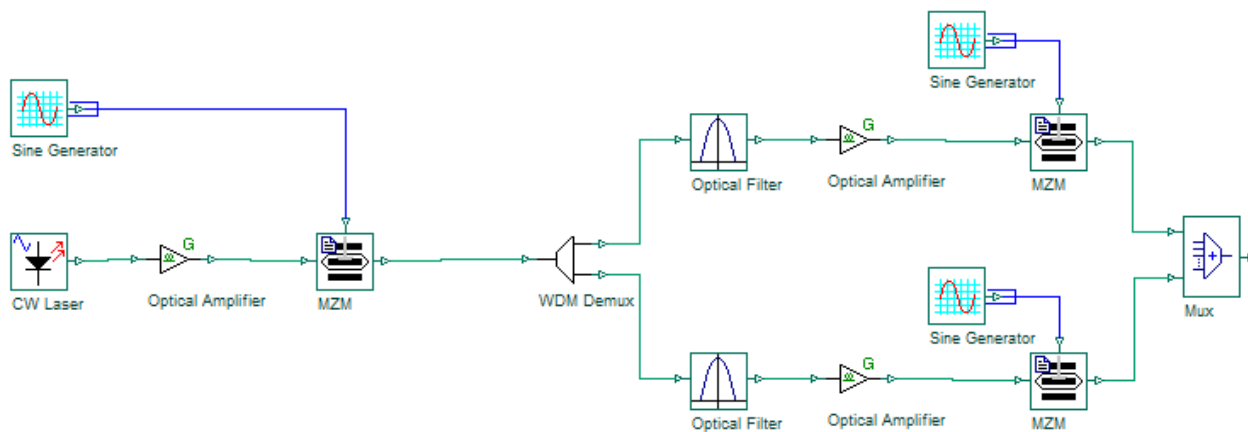 Sine Generator
Sine Generator
G
Optical Filter
Optical Amplifier
MZM
G
CW Laser
Optical Amplifier
MZM
WDM Demux
Mux
Sine Generator
G
Optical Filter
Optical Amplifier
MZM